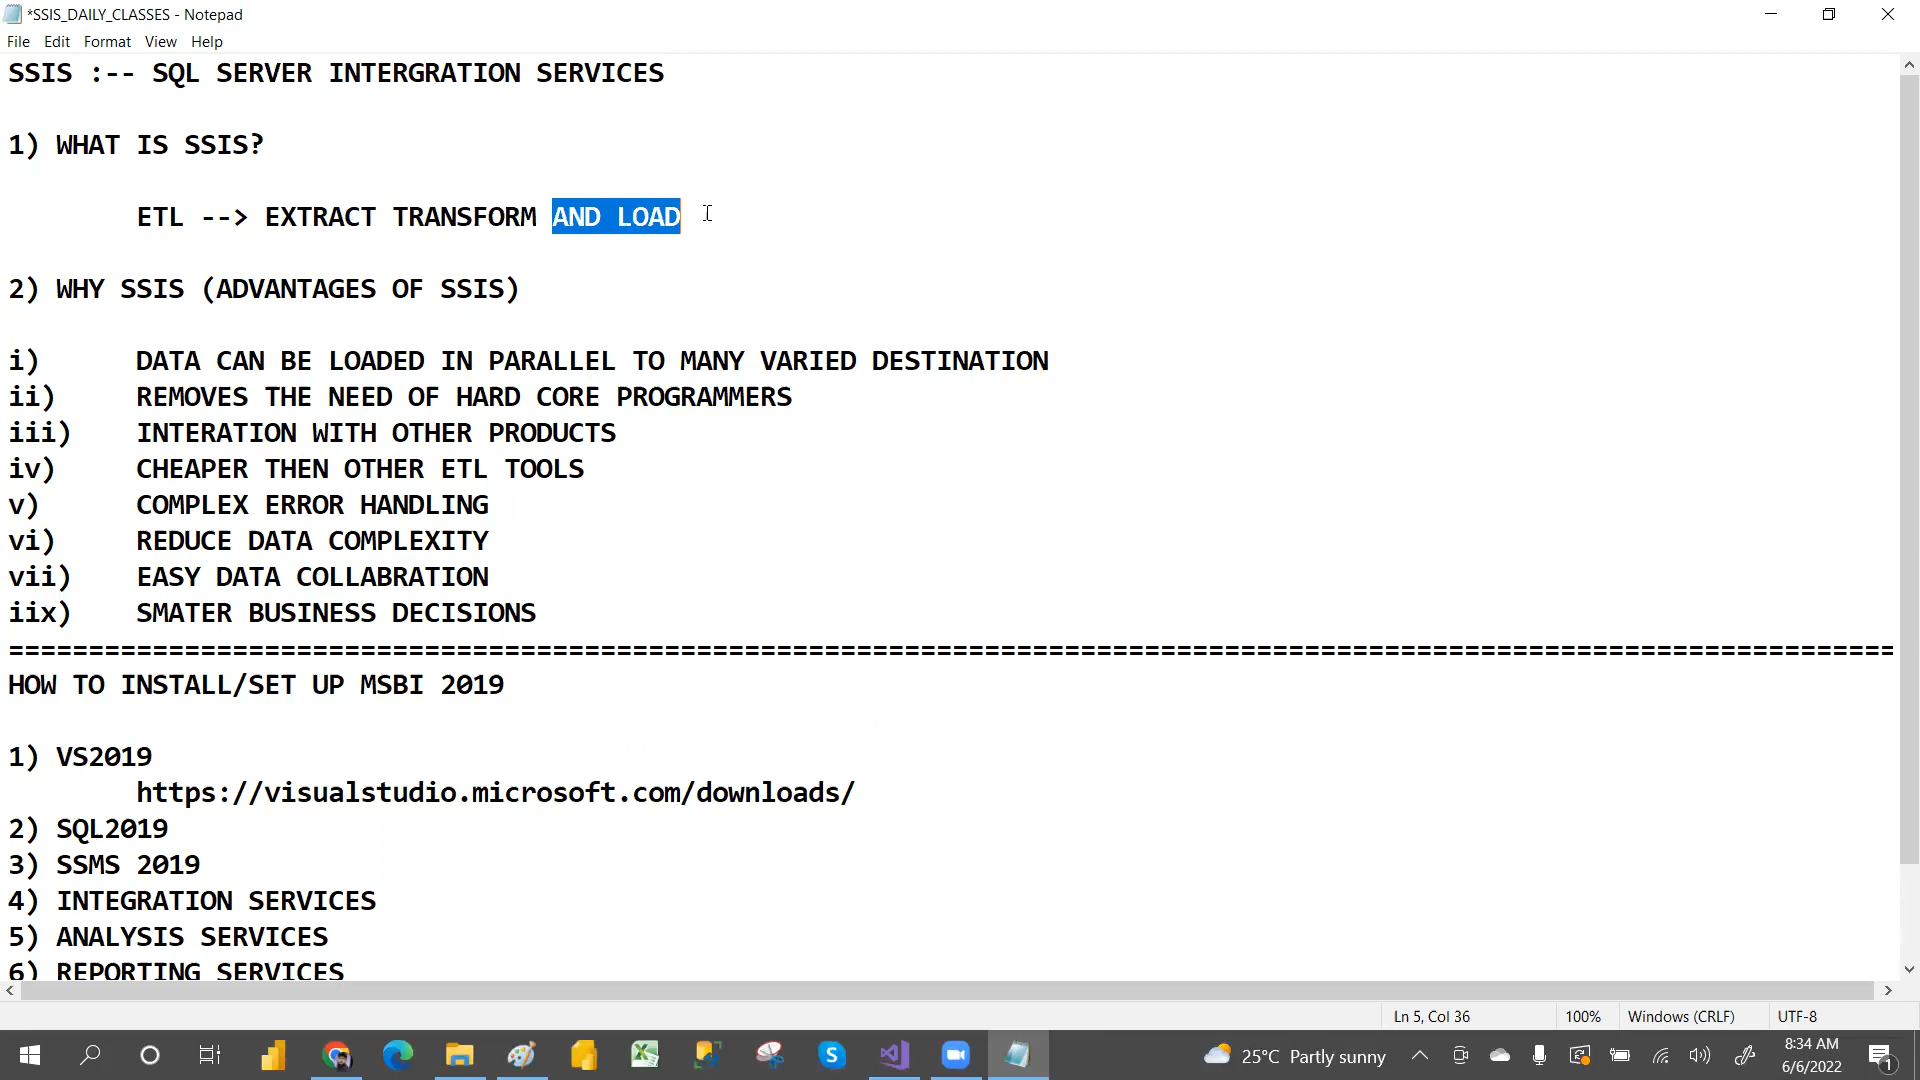 *SSIS_DAILY_CLASSES - Notepad
File Edit Format View Help
SSIS :-- SQL SERVER INTERGRATION SERVICES
1) WHAT IS SSIS?
ETL --> EXTRACT TRANSFORM AND LOAD
2) WHY SSIS (ADVANTAGES OF SSIS)
i) DATA CAN BE LOADED IN PARALLEL TO MANY VARIED DESTINATION
ii) REMOVES THE NEED OF HARD CORE PROGRAMMERS
iii) INTERATION WITH OTHER PRODUCTS
iv) CHEAPER THEN OTHER ETL TOOLS
v) COMPLEX ERROR HANDLING
vi) REDUCE DATA COMPLEXITY
vii) EASY DATA COLLABRATION
iix) SMATER BUSINESS DECISIONS
======================================================================================================================
HOW TO INSTALL/SET UP MSBI 2019
1) VS2019
https://visualstudio.microsoft.com/downloads/
2) SQL2019
3) SSMS 2019
4) INTEGRATION SERVICES
5) ANALYSIS SERVICES
6) REPORTING SERVICES
Ln 5, Col 36 100% Windows (CRLF) UTF-8
25°C Partly sunny
8:34 AM
6/6/2022
1